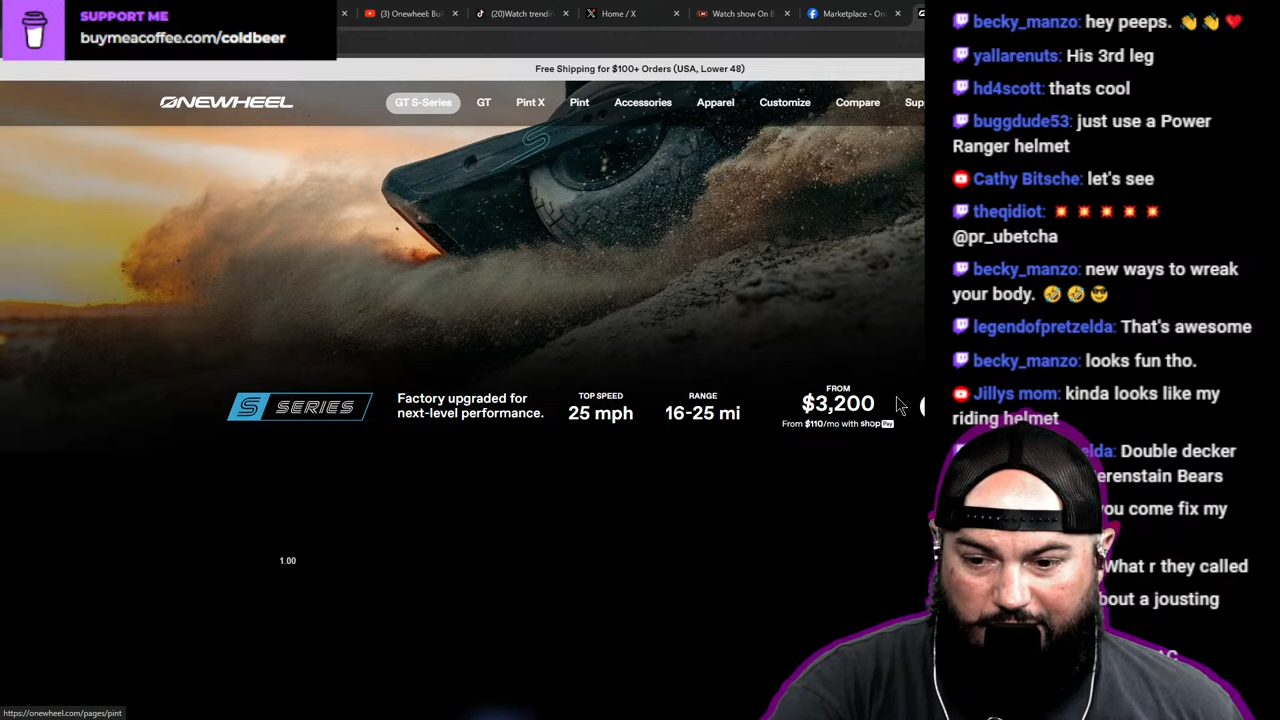 SUPPORT ME
buymeacoffee.com/coldbeer
(3) Onewheel: Bui
(20)Watch trendin
Home / X
Watseshow On B
Marketplace - On
Free Shipping for $100+ Orders (USA, Lower 48)
ONEWHEEL
GT S-Series GT Pint X Pint Accessories Apparel Customize Compare Sup
S
S SERIES
Factory upgraded for
next-level performance.
TOP SPEED
25 mph
RANGE
16-25 mi
FROM
$3,200
From $110/mo with shop Pay
1.00
https://onewheel.com/pages/pint
becky_manzo: hey peeps. 👋 👋 ❤️
yallarenuts: His 3rd leg
hd4scott: thats cool
buggdude53: just use a Power
Ranger helmet
Cathy Bitsche: let's see
theqidiot: 💥 💥 💥 💥 💥
@pr_ubetcha
becky_manzo: new ways to wreak
your body. 🤣 🤣 😎
legendofpretzelda: That's awesome
becky_manzo: looks fun tho.
Jillys mom: kinda looks like my
riding helmet
elda: Double decker
erenstain Bears
you come fix my
What r they called
bout a jousting